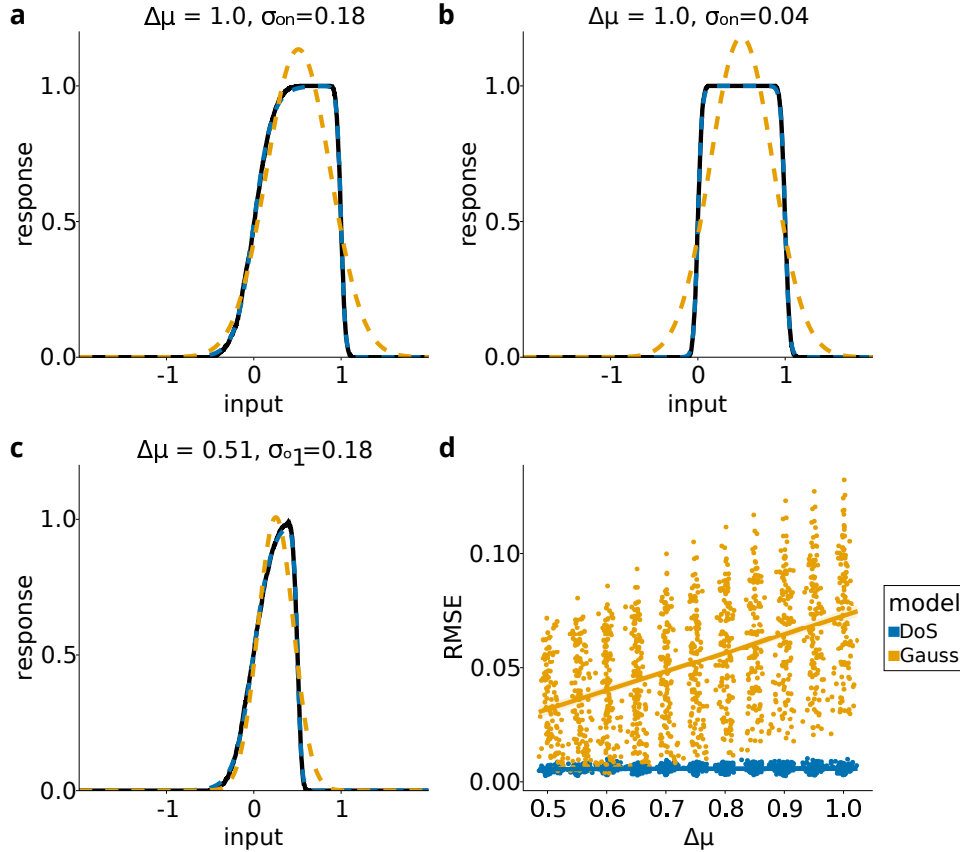 a
Δμ = 1.0, σon=0.18
response
1.0
0.5
0.0
-1 0 1
input
b
Δμ = 1.0, σon=0.04
response
1.0
0.5
0.0
-1 0 1
input
c
Δμ = 0.51, σo1=0.18
response
1.0
0.5
0.0
-1 0 1
input
d
RMSE
0.10
0.05
0.00
0.5 0.6 0.7 0.8 0.9 1.0
Δμ
model
DoS
Gauss